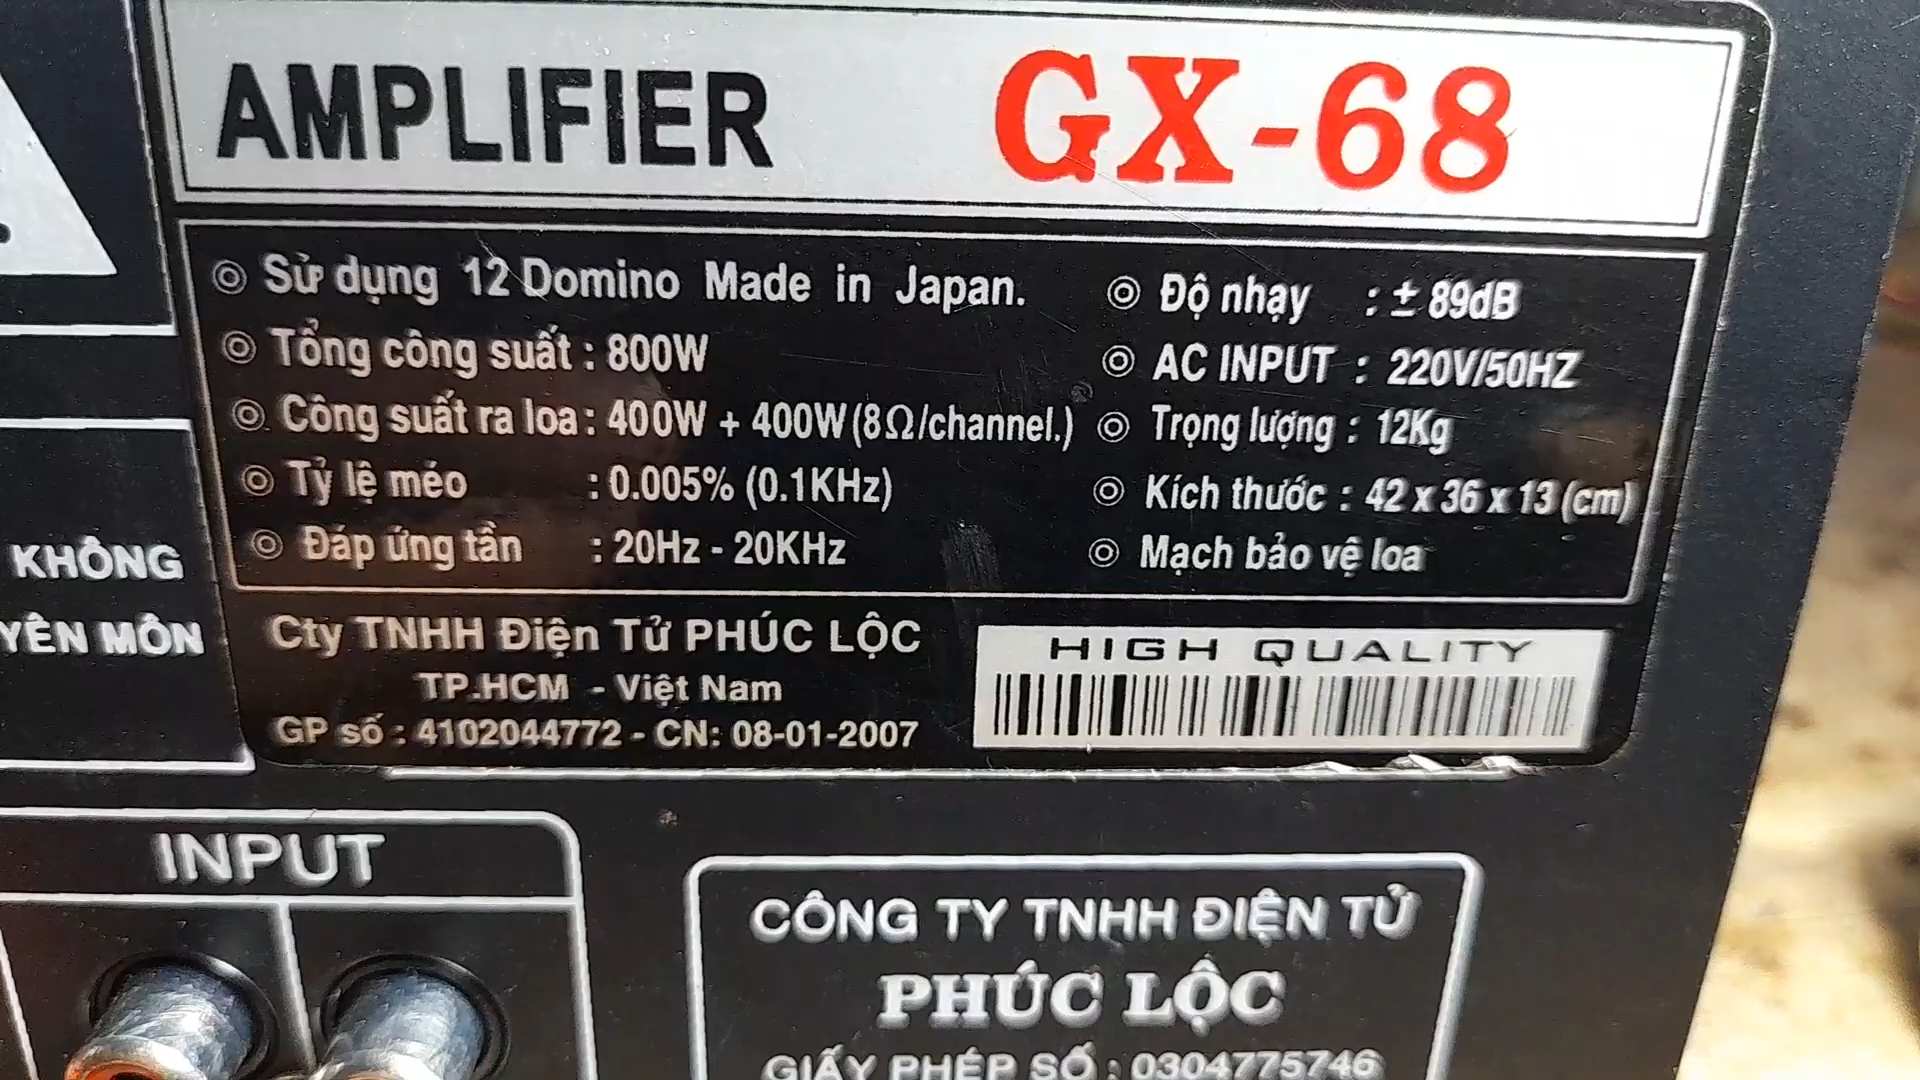 AMPLIFIER GX-68
◎ Sử dụng 12 Domino Made in Japan.
◎ Tổng công suất : 800W
◎ Công suất ra loa : 400W + 400W (8Ω/channel.)
◎ Tỷ lệ méo : 0.005% (0.1KHz)
◎ Đáp ứng tần : 20Hz - 20KHz
◎ Độ nhạy : ± 89dB
◎ AC INPUT : 220V/50HZ
◎ Trọng lượng : 12Kg
◎ Kích thước : 42 x 36 x 13 (cm)
◎ Mạch bảo vệ loa
KHÔNG
YÊN MÔN
Cty TNHH Điện Tử PHÚC LỘC
TP.HCM - Việt Nam
GP số : 4102044772 - CN: 08-01-2007
HIGH QUALITY
INPUT
CÔNG TY TNHH ĐIỆN TỬ
PHÚC LỘC
GIẤY PHÉP SỐ : 0304775746